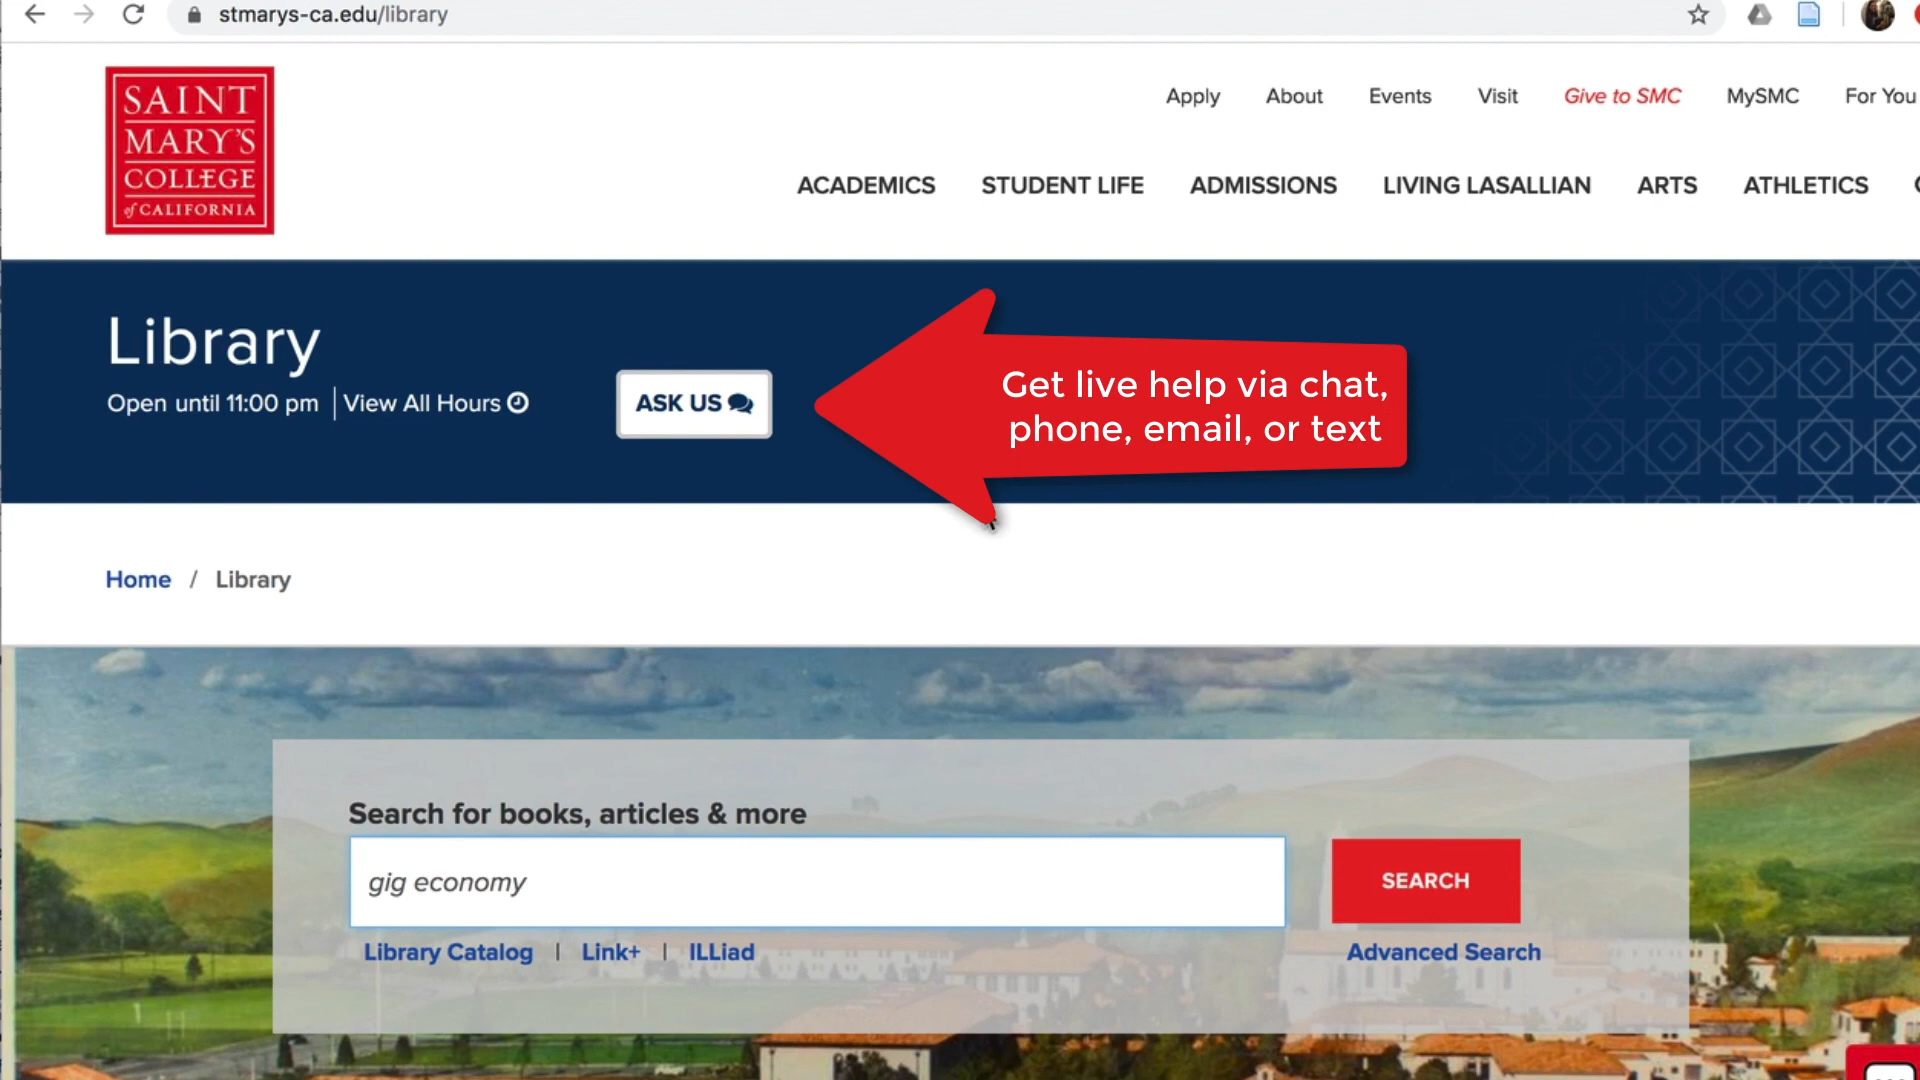 stmarys-ca.edu/library
SAINT
MARY'S
COLLEGE
of CALIFORNIA
Apply About Events Visit Give to SMC MySMC For You
ACADEMICS STUDENT LIFE ADMISSIONS LIVING LASALLIAN ARTS ATHLETICS
Library
Open until 11:00 pm | View All Hours
ASK US
Get live help via chat,
phone, email, or text
Home / Library
Search for books, articles & more
gig economy
SEARCH
Library Catalog | Link+ | ILLiad
Advanced Search